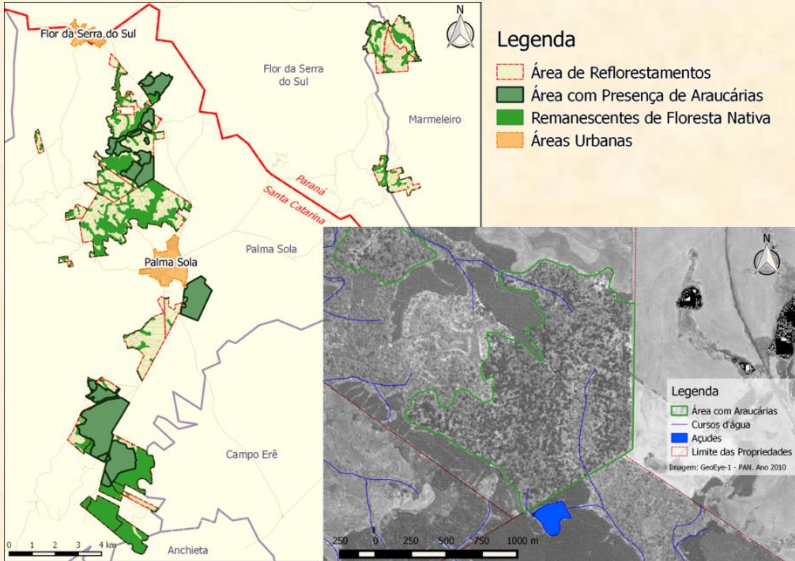 Flor da Serra do Sul
N
Flor da Serra
do Sul
Marmeleiro
Paraná
Santa Catarina
Palma Sola
Palma Sola
Campo Erê
Anchieta
0 1 2 3 4 km
Legenda
Área de Reflorestamentos
Área com Presença de Araucárias
Remanescentes de Floresta Nativa
Áreas Urbanas
N
Legenda
Área com Araucárias
Cursos d'água
Açudes
Limite das Propriedades
Imagem: GeoEye-1 - PAN. Ano 2010
250 0 250 500 750 1000 m